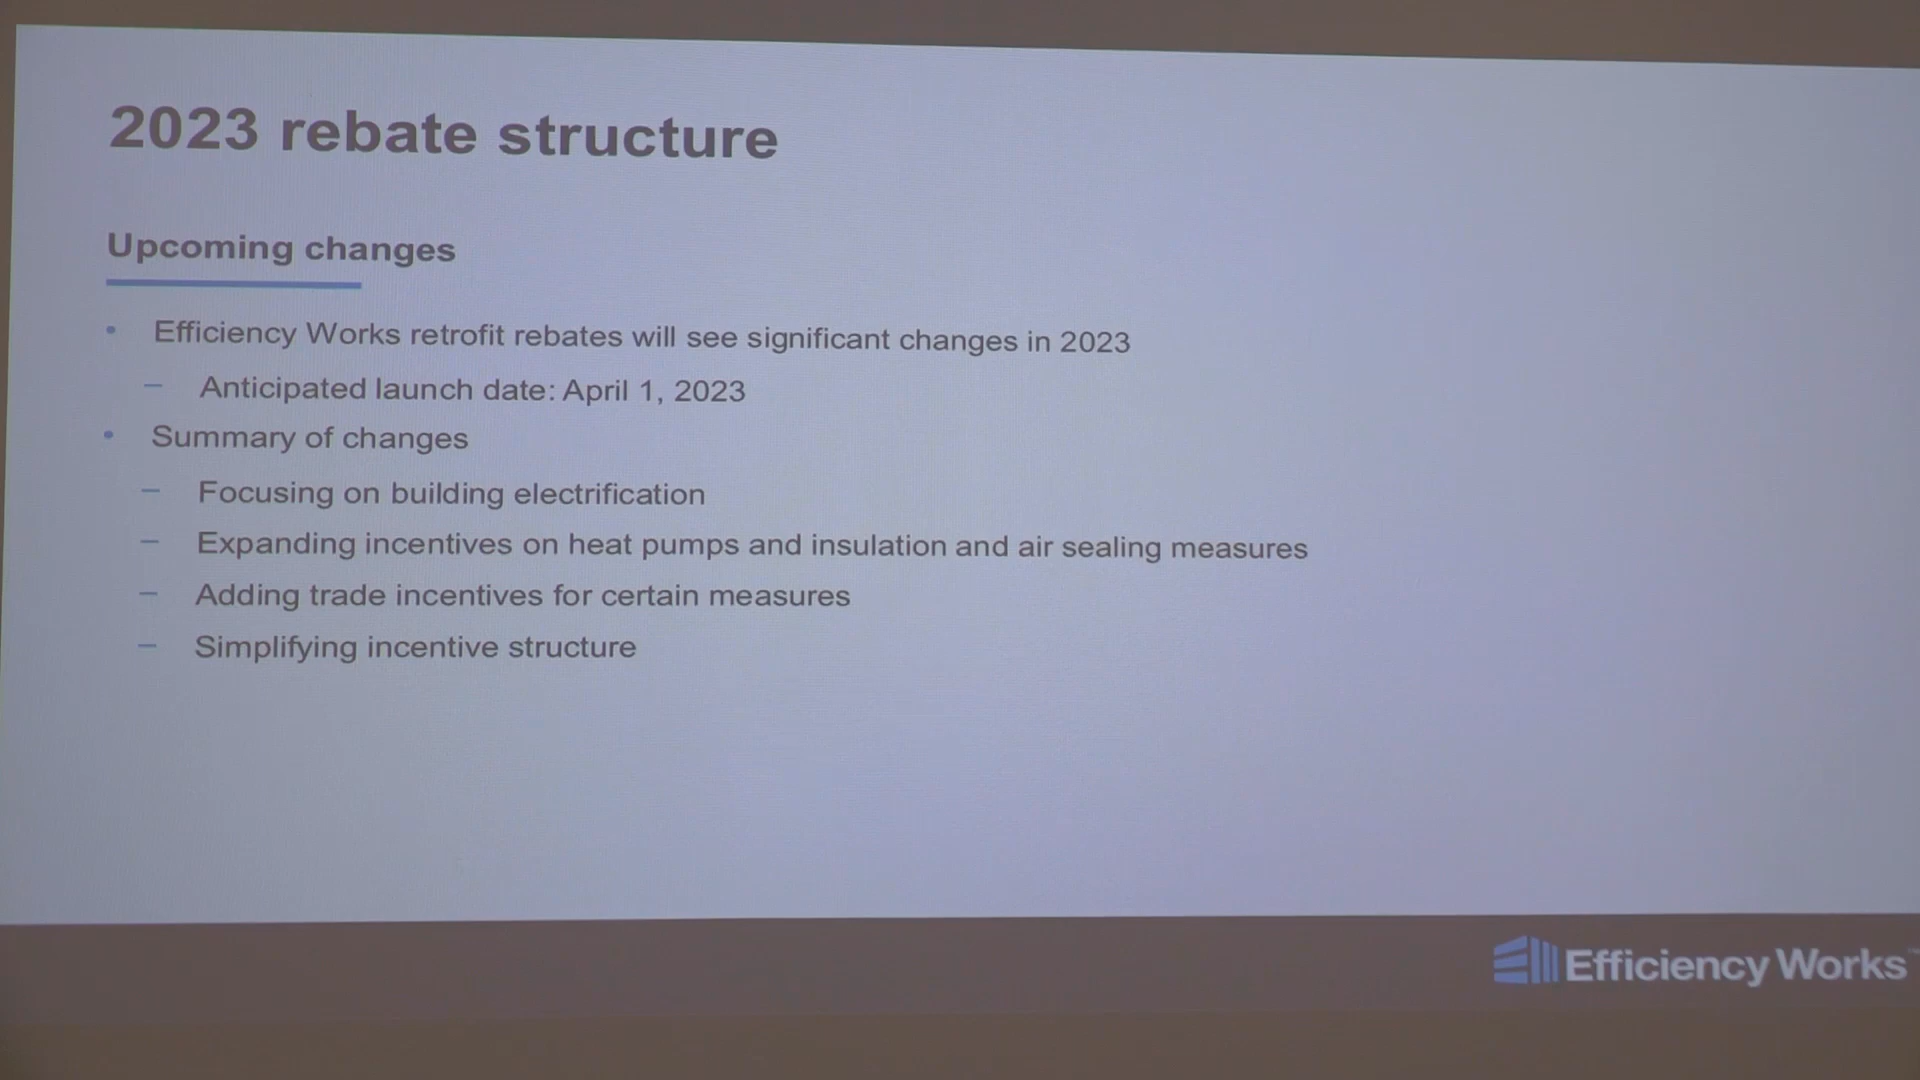 2023 rebate structure
Upcoming changes
• Efficiency Works retrofit rebates will see significant changes in 2023
– Anticipated launch date: April 1, 2023
• Summary of changes
– Focusing on building electrification
– Expanding incentives on heat pumps and insulation and air sealing measures
– Adding trade incentives for certain measures
– Simplifying incentive structure
Efficiency Works™